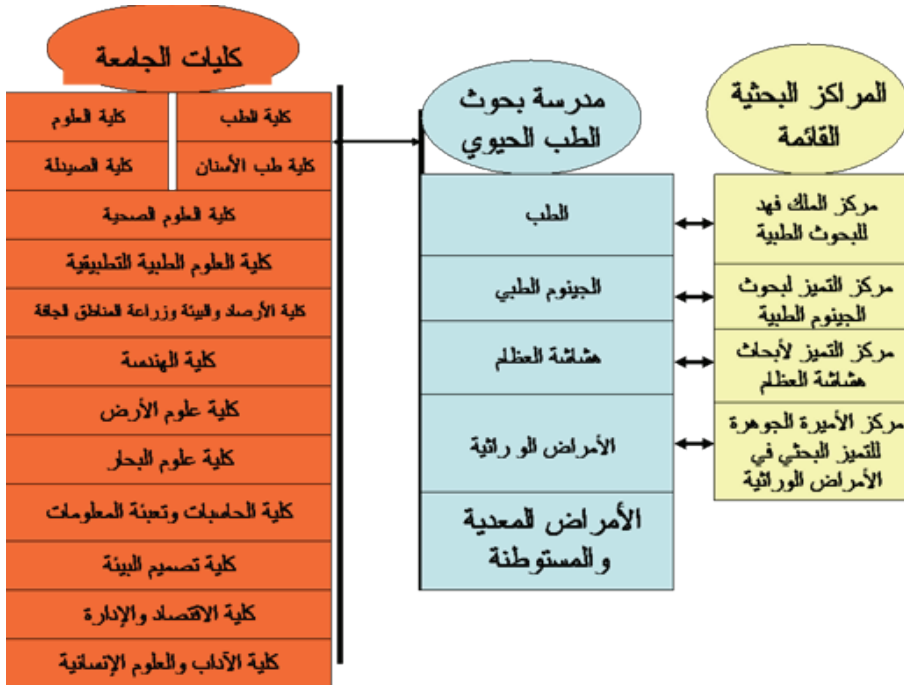 كليات الجامعة
كلية الطب
كلية العلوم
كلية طب الأسنان
كلية الصيدلة
كلية العلوم الصحية
كلية العلوم الطبية التطبيقية
كلية الأرصاد والبيئة وزراعة المناطق الجافة
كلية الهندسة
كلية علوم الأرض
كلية علوم البحار
كلية الحاسبات وتعبئة المعلومات
كلية تصميم البيئة
كلية الاقتصاد والإدارة
كلية الآداب والعلوم الإنسانية
مدرسة بحوث
الطب الحيوي
الطب
الجينوم الطبي
هشاشة العظام
الأمراض الوراثية
الأمراض المعدية
والمستوطنة
المراكز البحثية
القائمة
مركز الملك فهد
للبحوث الطبية
مركز التميز لبحوث
الجينوم الطبية
مركز التميز لأبحاث
هشاشة العظام
مركز الأميرة الجوهرة
للتميز البحثي في
الأمراض الوراثية